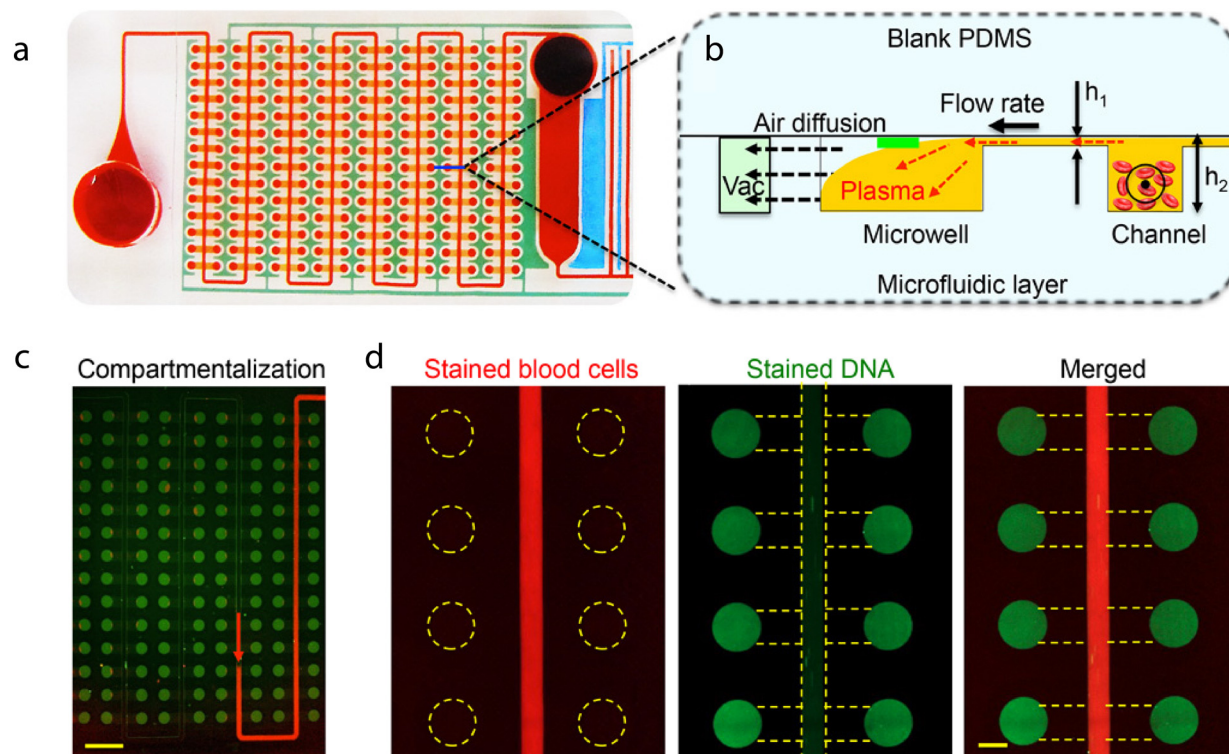 a
b
Blank PDMS
Flow rate
h1
Air diffusion
h2
Vac
Plasma
Microwell
Channel
Microfluidic layer
c
Compartmentalization
d
Stained blood cells
Stained DNA
Merged